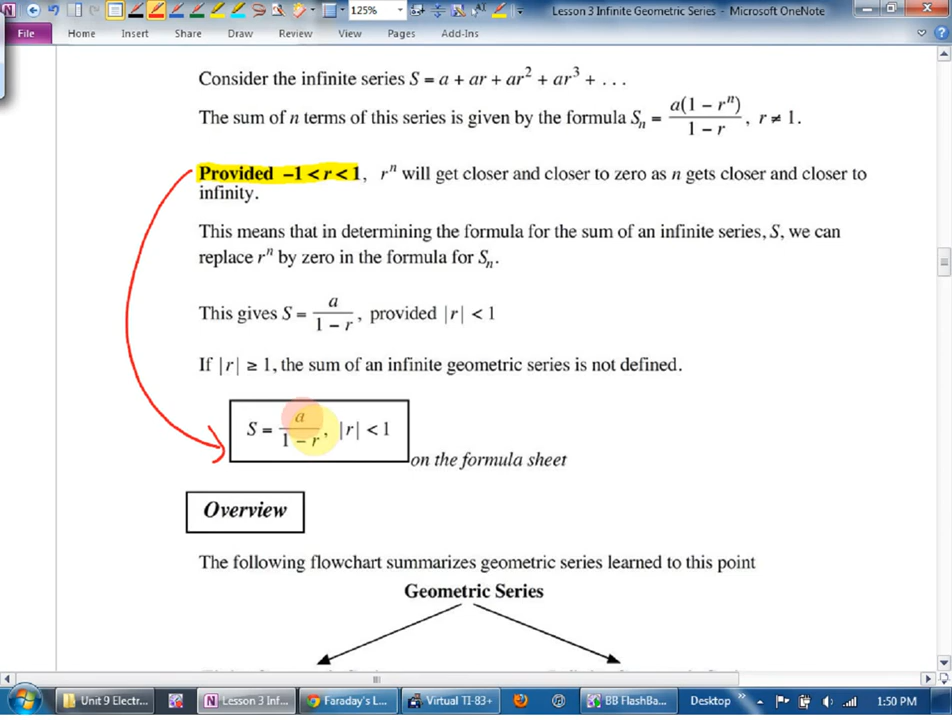 125%
Lesson 3 Infinite Geometric Series - Microsoft OneNote
File Home Insert Share Draw Review View Pages Add-Ins
Consider the infinite series S = a + ar + ar² + ar³ + . . .
The sum of n terms of this series is given by the formula Sₙ = a(1 − rⁿ) / 1 − r , r ≠ 1.
Provided −1 < r < 1, rⁿ will get closer and closer to zero as n gets closer and closer to
infinity.
This means that in determining the formula for the sum of an infinite series, S, we can
replace rⁿ by zero in the formula for Sₙ.
This gives S = a / 1 − r , provided |r| < 1
If |r| ≥ 1, the sum of an infinite geometric series is not defined.
S = a / 1 − r , |r| < 1
on the formula sheet
Overview
The following flowchart summarizes geometric series learned to this point
Geometric Series
Unit 9 Electr... Lesson 3 Inf... Faraday's L... Virtual TI-83+ BB FlashBa... Desktop » 1:50 PM